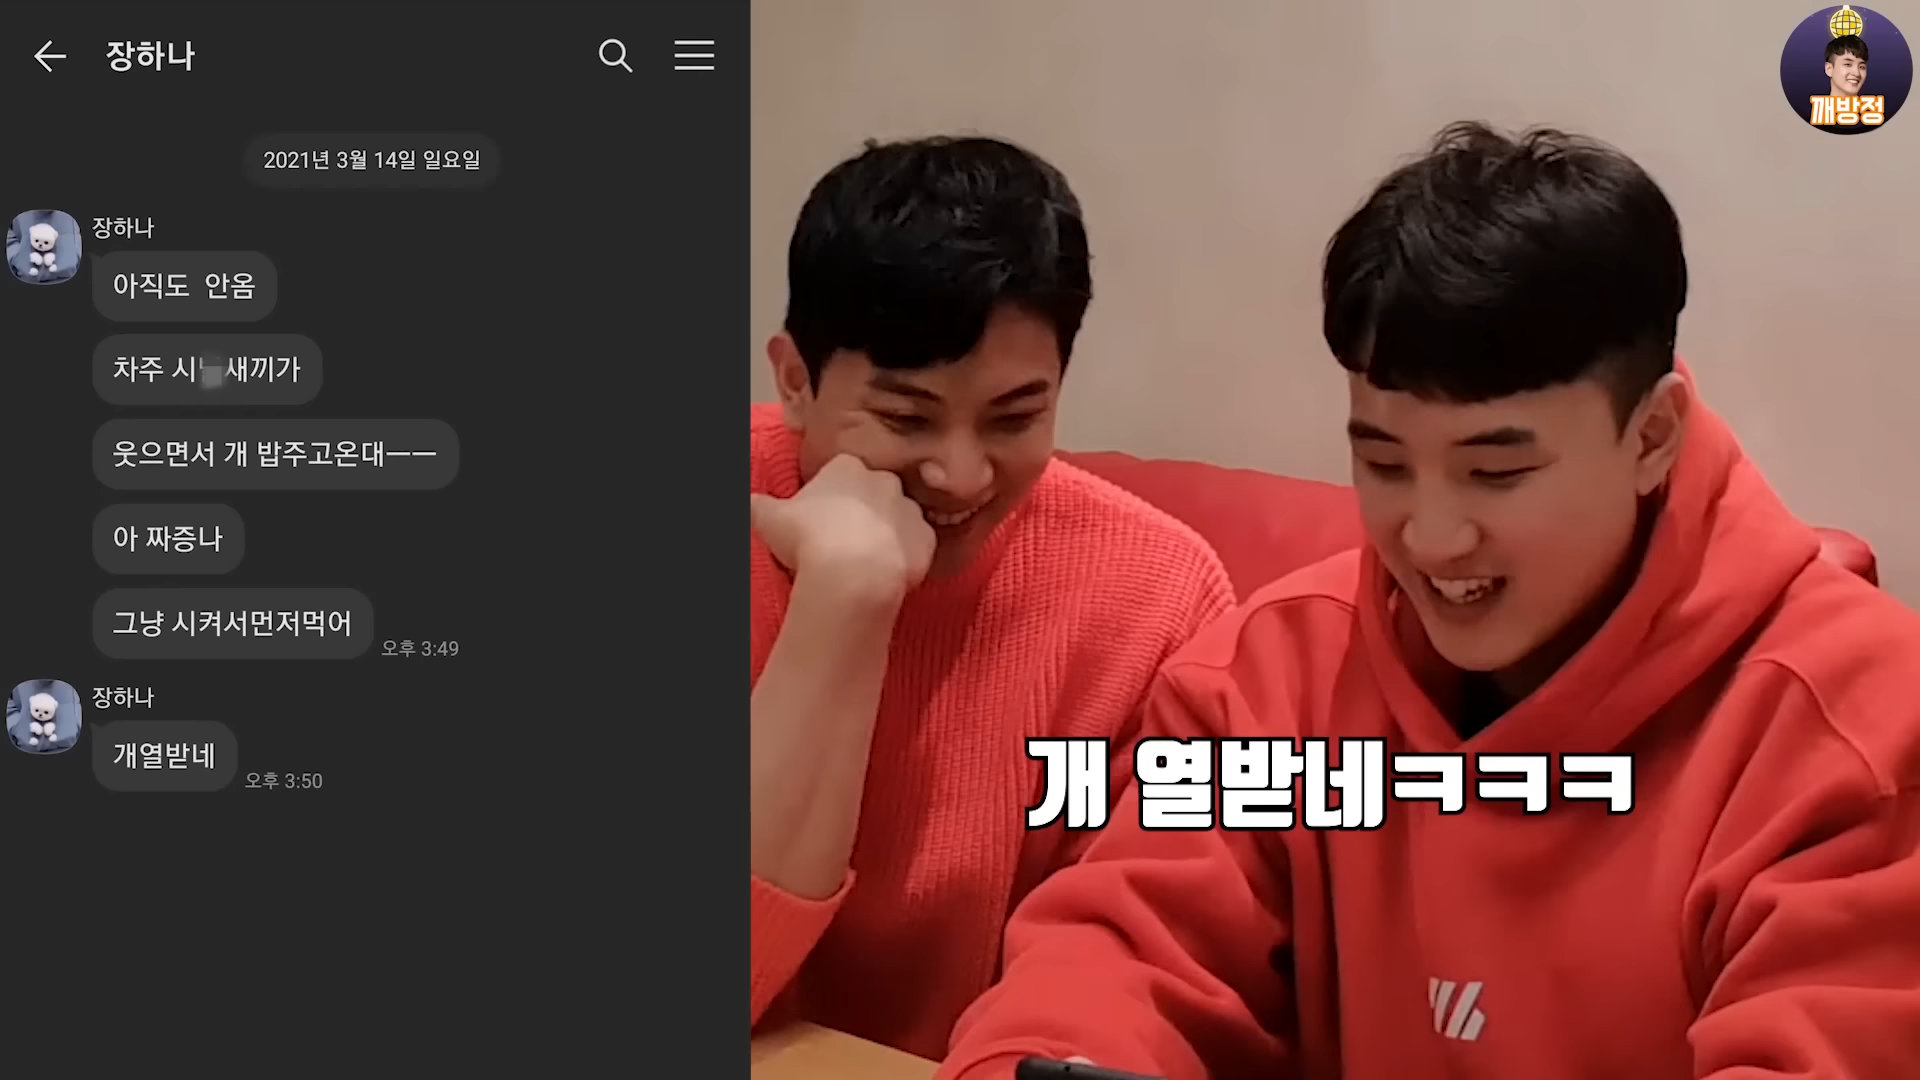 장하나
2021년 3월 14일 일요일
장하나
아직도 안옴
차주 시 새끼가
웃으면서 개 밥주고온대ㅡㅡ
아 짜증나
그냥 시켜서먼저먹어
오후 3:49
장하나
개열받네
오후 3:50
깨방정
개 열받네ㅋㅋㅋ